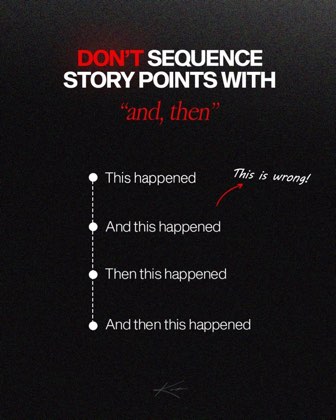 DON'T SEQUENCE
STORY POINTS WITH
“and, then”
This happened
This is wrong!
And this happened
Then this happened
And then this happened